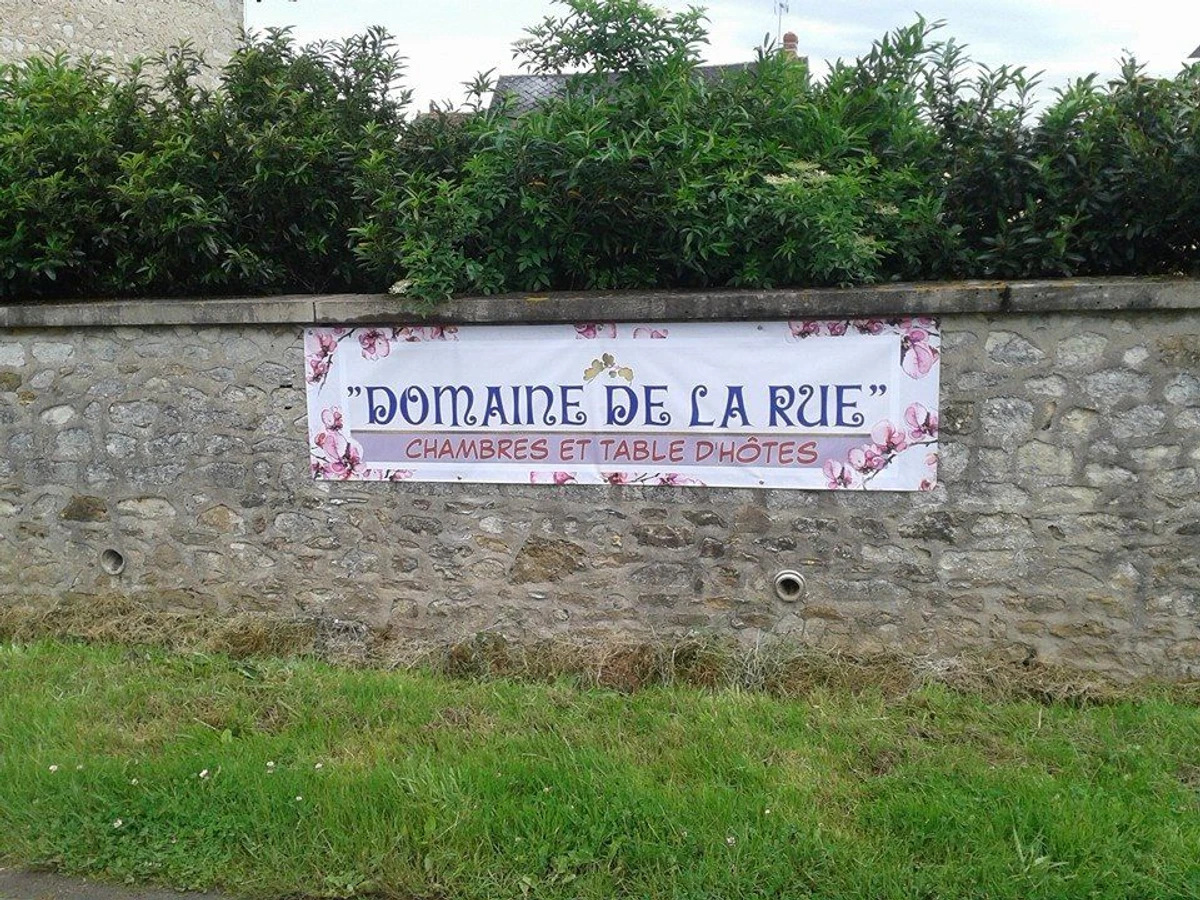 "DOMAINE DE LA RUE"
CHAMBRES ET TABLE D'HÔTES